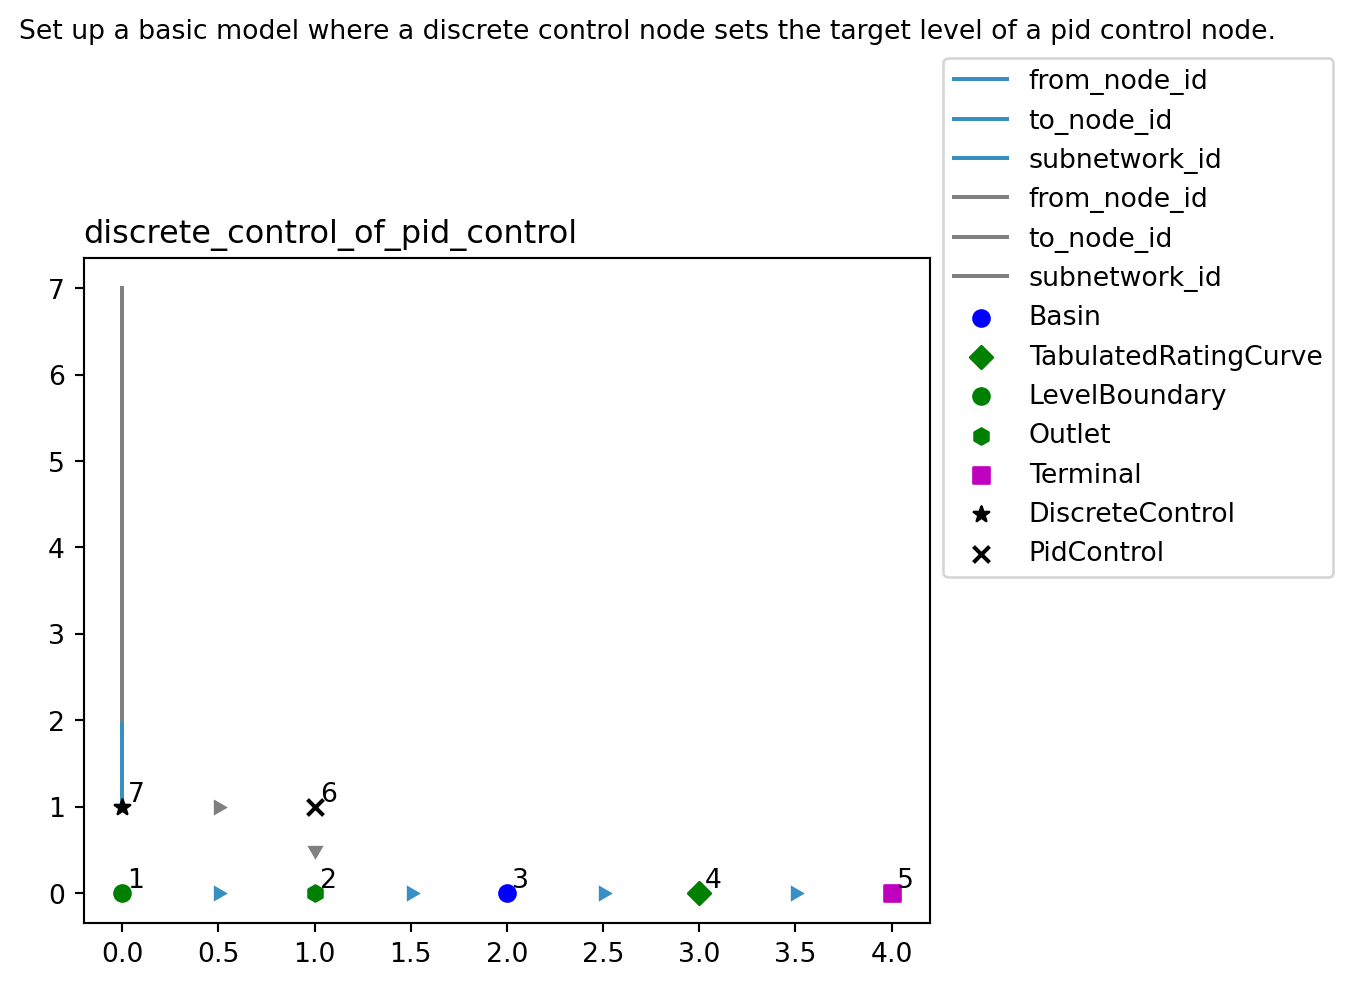 Set up a basic model where a discrete control node sets the target level of a pid control node.
from_node_id
to_node_id
subnetwork_id
from_node_id
to_node_id
subnetwork_id
Basin
TabulatedRatingCurve
LevelBoundary
Outlet
Terminal
DiscreteControl
PidControl
discrete_control_of_pid_control
7
6
5
4
3
2
1
0
7
6
1
2
3
4
5
0.0 0.5 1.0 1.5 2.0 2.5 3.0 3.5 4.0